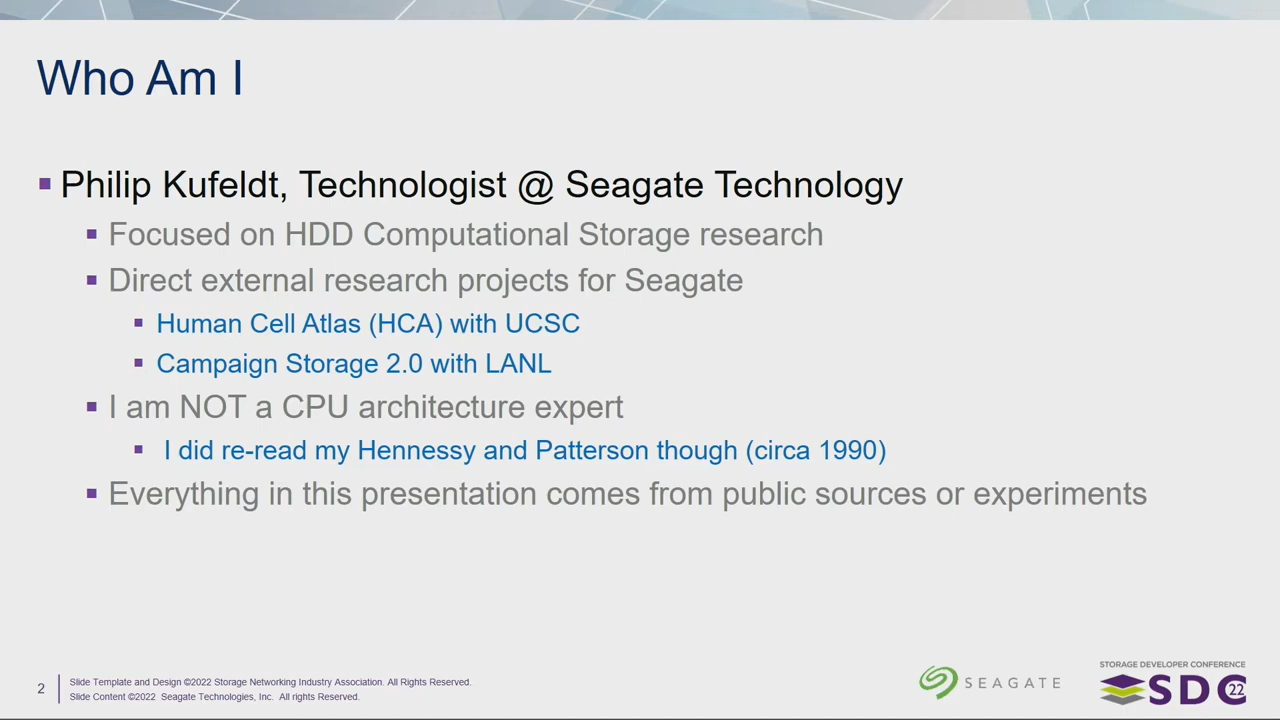 Who Am I
Philip Kufeldt, Technologist @ Seagate Technology
Focused on HDD Computational Storage research
Direct external research projects for Seagate
Human Cell Atlas (HCA) with UCSC
Campaign Storage 2.0 with LANL
I am NOT a CPU architecture expert
I did re-read my Hennessy and Patterson though (circa 1990)
Everything in this presentation comes from public sources or experiments
2
Slide Template and Design ©2022 Storage Networking Industry Association. All Rights Reserved.
Slide Content ©2022 Seagate Technologies, Inc. All rights Reserved.
SEAGATE
STORAGE DEVELOPER CONFERENCE
SDC 22